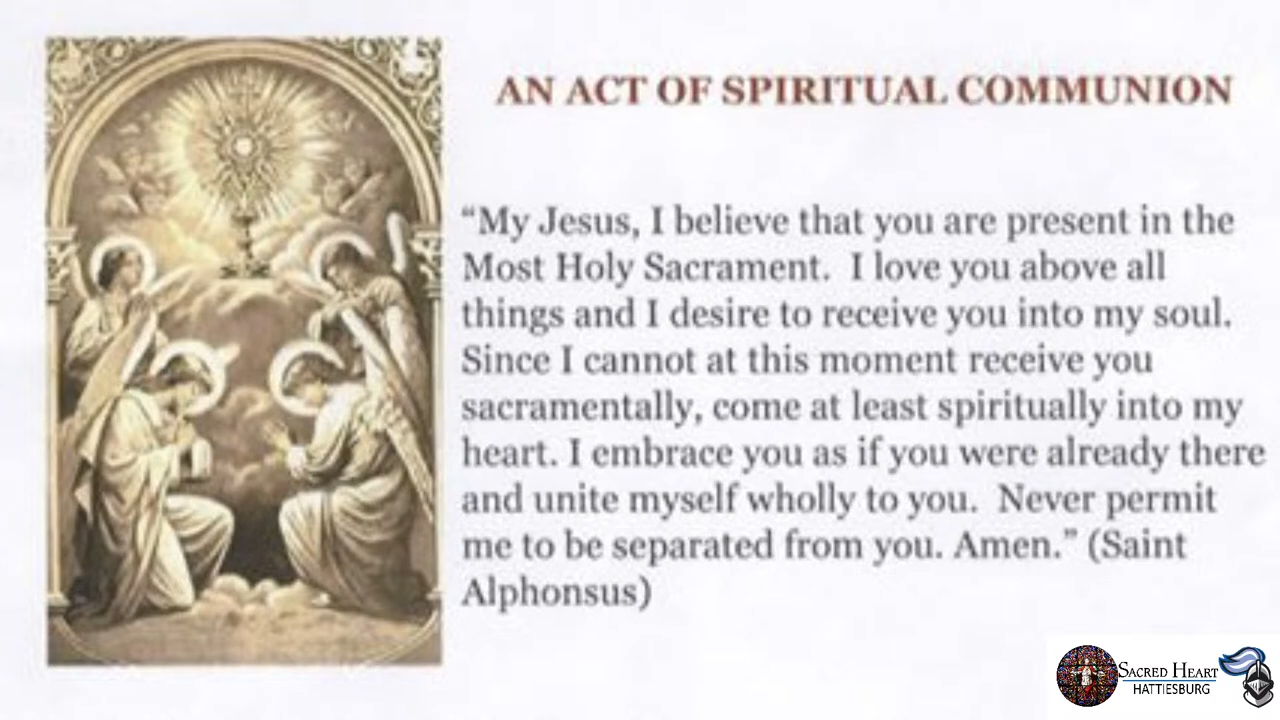 AN ACT OF SPIRITUAL COMMUNION
“My Jesus, I believe that you are present in the
Most Holy Sacrament.  I love you above all
things and I desire to receive you into my soul.
Since I cannot at this moment receive you
sacramentally, come at least spiritually into my
heart. I embrace you as if you were already there
and unite myself wholly to you.  Never permit
me to be separated from you. Amen.” (Saint
Alphonsus)
SACRED HEART
HATTIESBURG